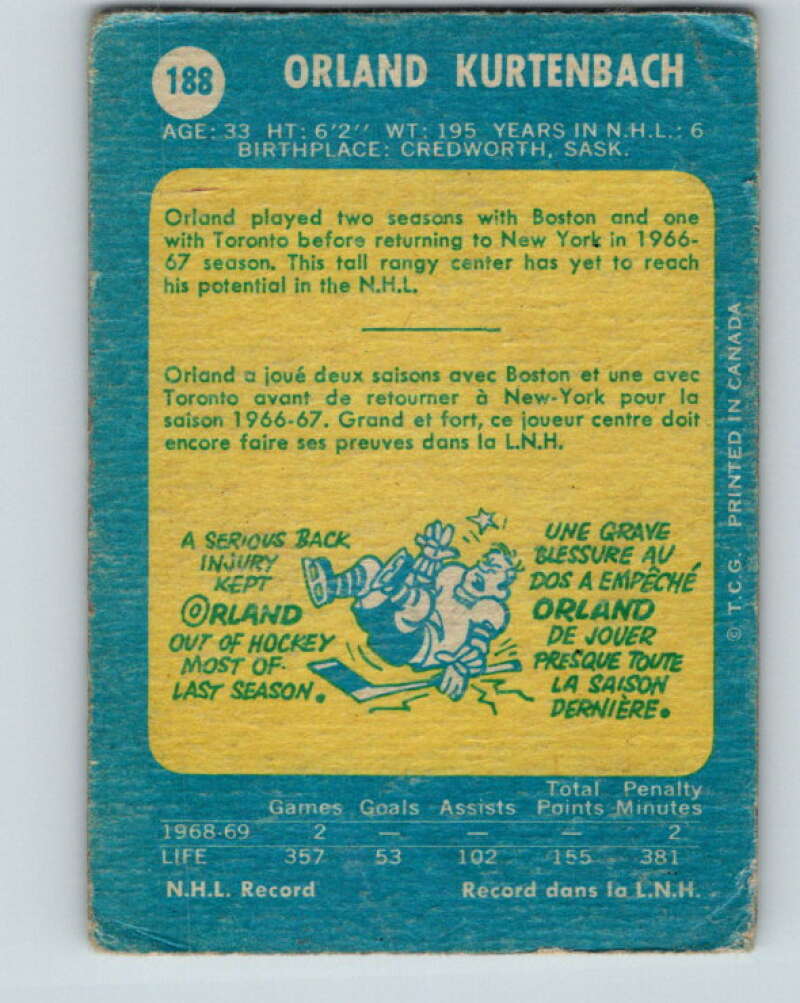 188
ORLAND KURTENBACH
AGE: 33 HT: 6'2'' WT: 195 YEARS IN N.H.L.: 6
BIRTHPLACE: CREDWORTH, SASK.
Orland played two seasons with Boston and one
with Toronto before returning to New York in 1966-
67 season. This tall rangy center has yet to reach
his potential in the N.H.L.
Orland a joué deux saisons avec Boston et une avec
Toronto avant de retourner à New-York pour la
saison 1966-67. Grand et fort, ce joueur centre doit
encore faire ses preuves dans la L.N.H.
A SERIOUS BACK
INJURY
KEPT
ORLAND
OUT OF HOCKEY
MOST OF
LAST SEASON.
UNE GRAVE
BLESSURE AU
DOS A EMPÊCHÉ
ORLAND
DE JOUER
PRESQUE TOUTE
LA SAISON
DERNIÈRE.
© T.C.G. PRINTED IN CANADA
Total Penalty
Games Goals Assists Points Minutes
1968-69 2 — — — 2
LIFE 357 53 102 155 381
N.H.L. Record Record dans la L.N.H.